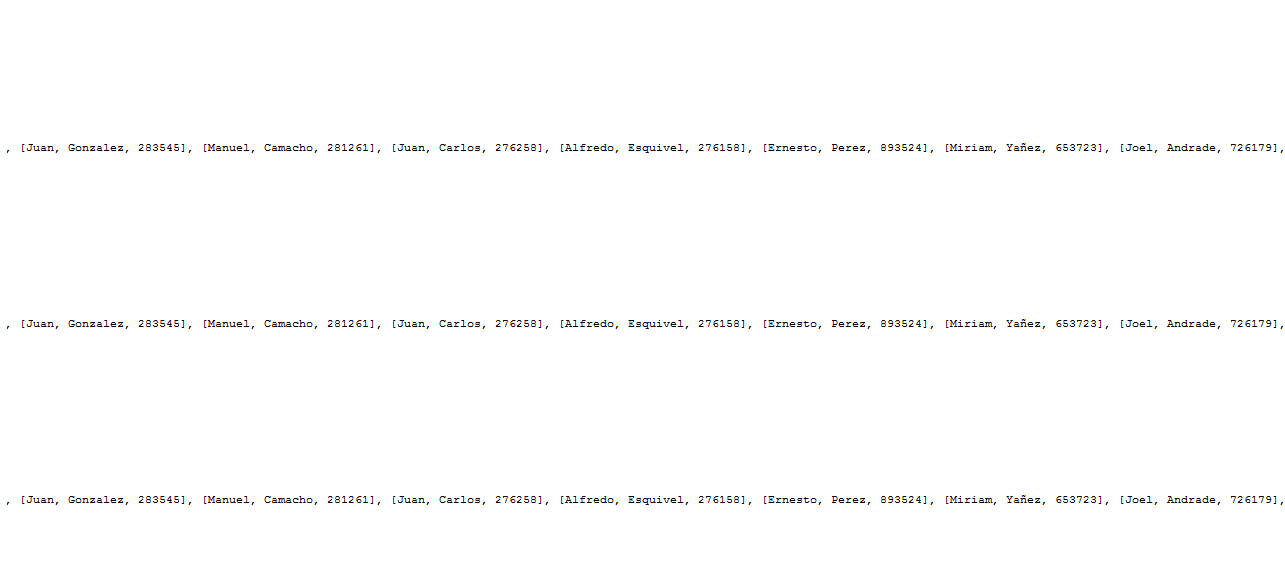 , [Juan, Gonzalez, 283545], [Manuel, Camacho, 281261], [Juan, Carlos, 276258], [Alfredo, Esquivel, 276158], [Ernesto, Perez, 893524], [Miriam, Yañez, 653723], [Joel, Andrade, 726179],
, [Juan, Gonzalez, 283545], [Manuel, Camacho, 281261], [Juan, Carlos, 276258], [Alfredo, Esquivel, 276158], [Ernesto, Perez, 893524], [Miriam, Yañez, 653723], [Joel, Andrade, 726179],
, [Juan, Gonzalez, 283545], [Manuel, Camacho, 281261], [Juan, Carlos, 276258], [Alfredo, Esquivel, 276158], [Ernesto, Perez, 893524], [Miriam, Yañez, 653723], [Joel, Andrade, 726179],